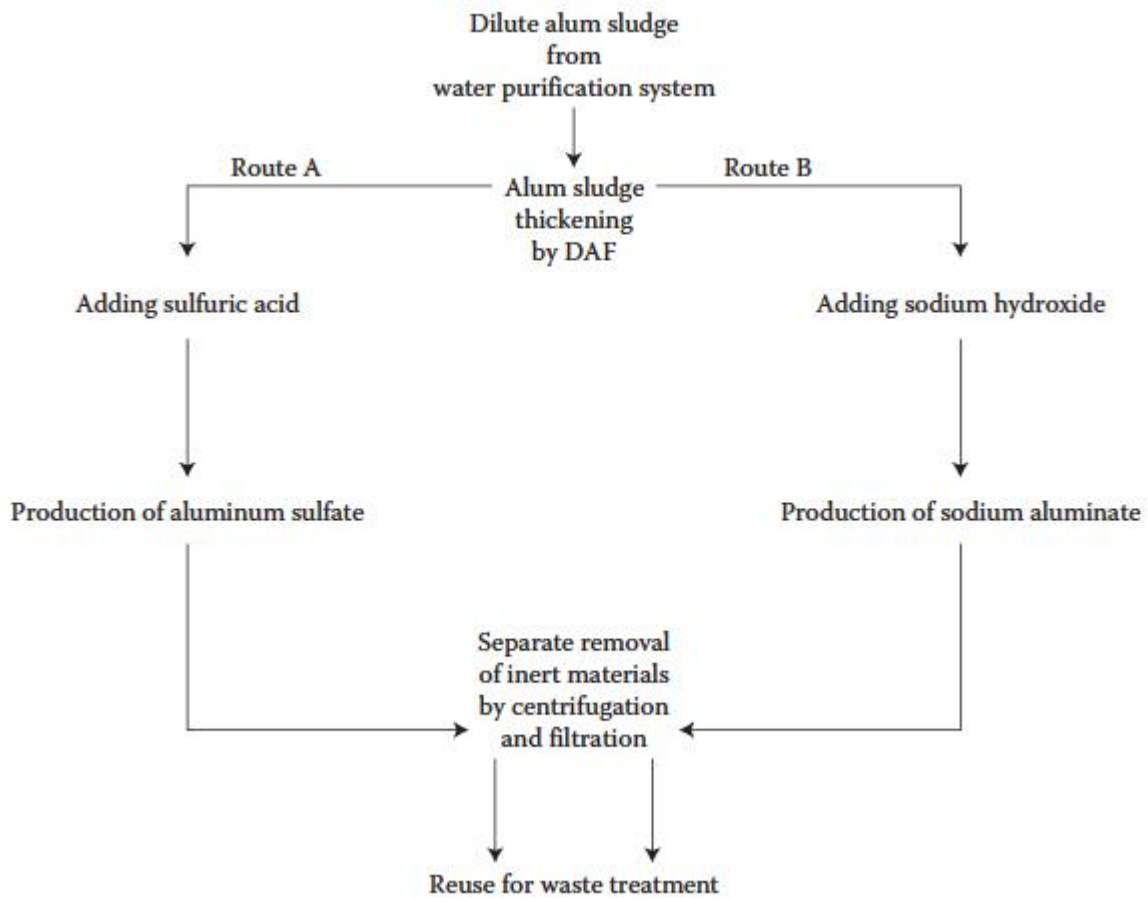 Dilute alum sludge
from
water purification system
Route A
Route B
Alum sludge
thickening
by DAF
Adding sulfuric acid
Adding sodium hydroxide
Production of aluminum sulfate
Production of sodium aluminate
Separate removal
of inert materials
by centrifugation
and filtration
Reuse for waste treatment